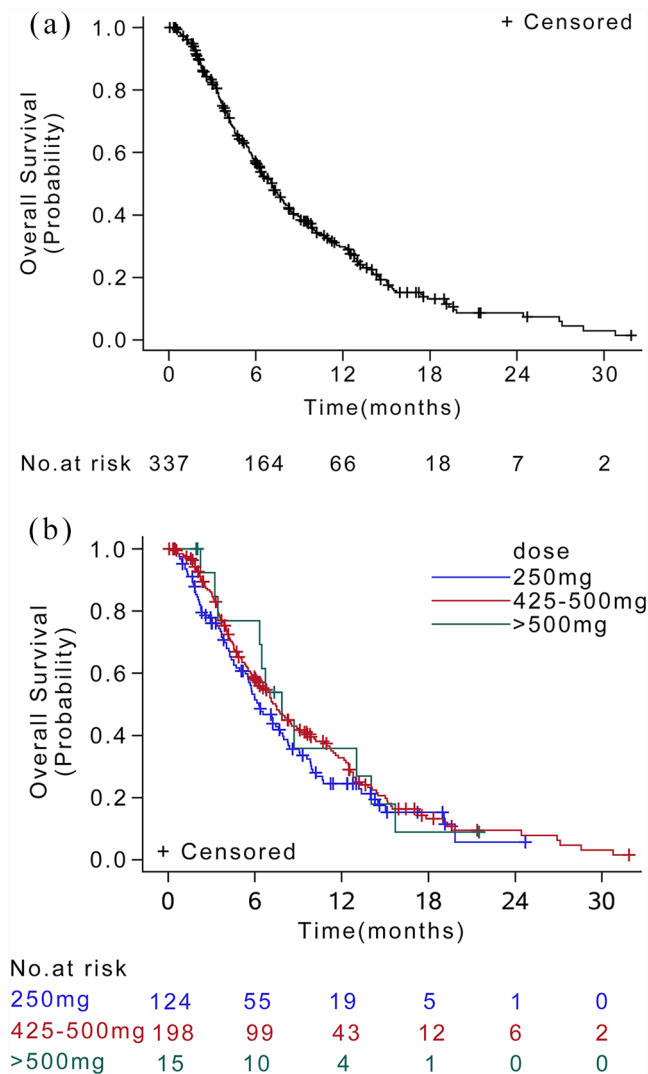 (a)
+ Censored
Overall Survival
(Probability)
1.0
0.8
0.6
0.4
0.2
0.0
0 6 12 18 24 30
Time(months)
No.at risk 337 164 66 18 7 2
(b)
dose
250mg
425-500mg
>500mg
Overall Survival
(Probability)
1.0
0.8
0.6
0.4
0.2
0.0
+ Censored
0 6 12 18 24 30
Time(months)
No.at risk
250mg 124 55 19 5 1 0
425-500mg 198 99 43 12 6 2
>500mg 15 10 4 1 0 0